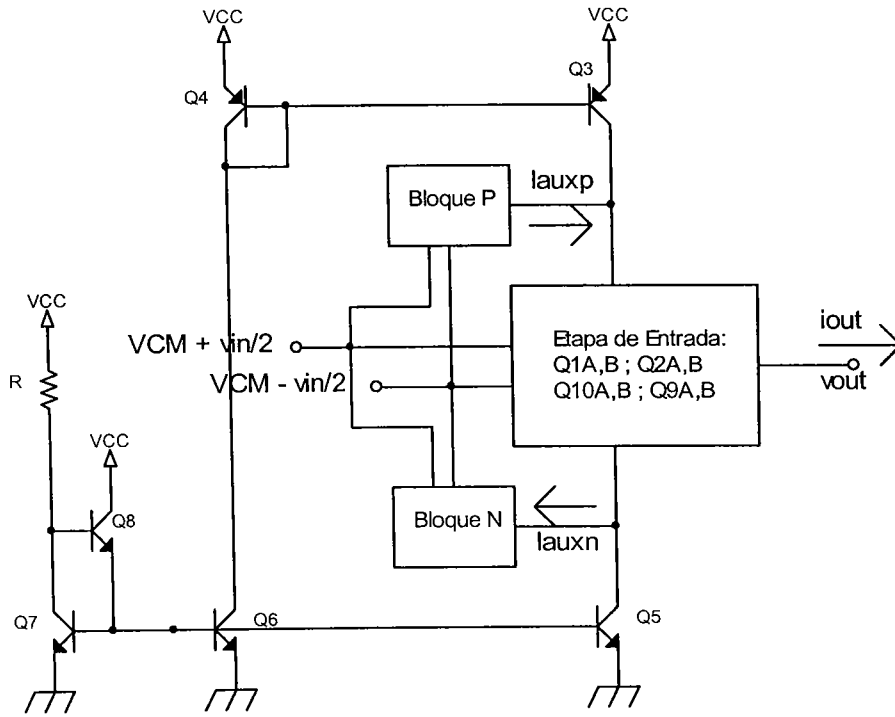 VCC
VCC
Q4
Q3
Bloque P
Iauxp
VCC
R
VCM + vin/2
VCM - vin/2
Etapa de Entrada:
Q1A,B ; Q2A,B
Q10A,B ; Q9A,B
iout
vout
VCC
Q8
Bloque N
Iauxn
Q7
Q6
Q5